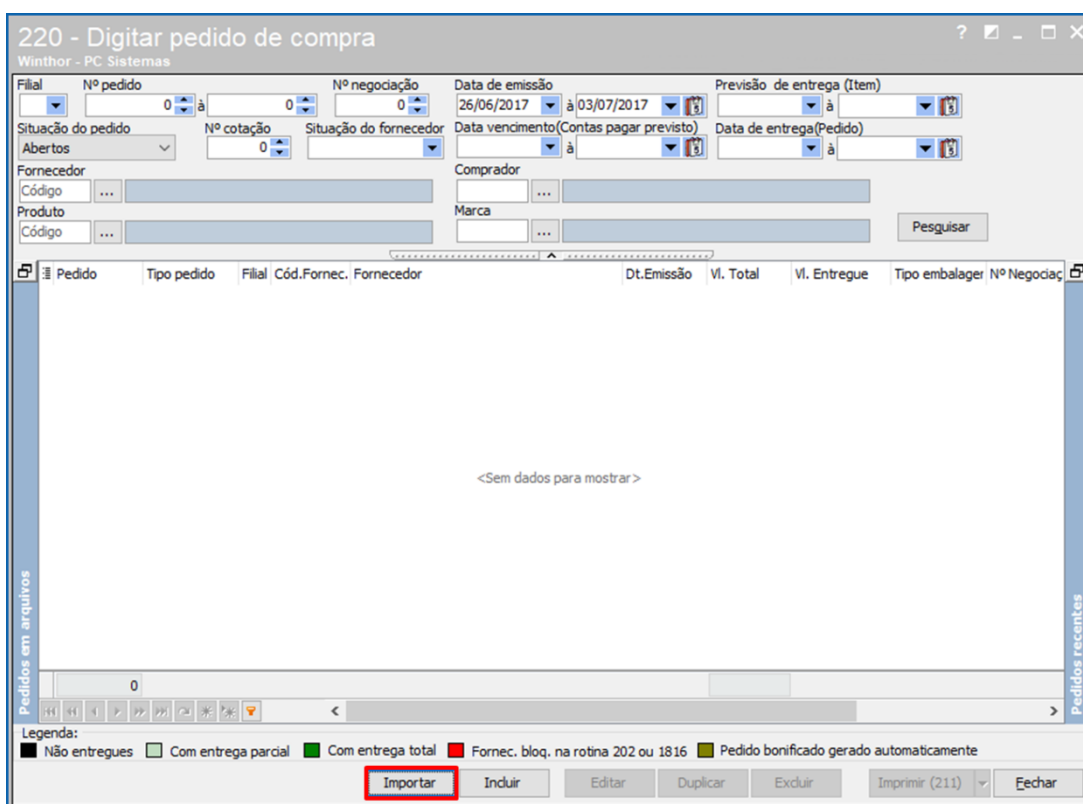 220 - Digitar pedido de compra
Winthor - PC Sistemas
Filial Nº pedido Nº negociação Data de emissão Previsão de entrega (Item)
0 à 0 0 26/06/2017 à 03/07/2017 à
Situação do pedido Nº cotação Situação do fornecedor Data vencimento(Contas pagar previsto) Data de entrega(Pedido)
Abertos 0 à à
Fornecedor Comprador
Código ... ...
Produto Marca
Código ... ... Pesquisar
Pedido Tipo pedido Filial Cód.Fornec. Fornecedor Dt.Emissão Vl. Total Vl. Entregue Tipo embalager Nº Negociaç
<Sem dados para mostrar>
Pedidos em arquivos
Pedidos recentes
0
Legenda:
Não entregues Com entrega parcial Com entrega total Fornec. bloq. na rotina 202 ou 1816 Pedido bonificado gerado automaticamente
Importar Incluir Editar Duplicar Excluir Imprimir (211) Fechar